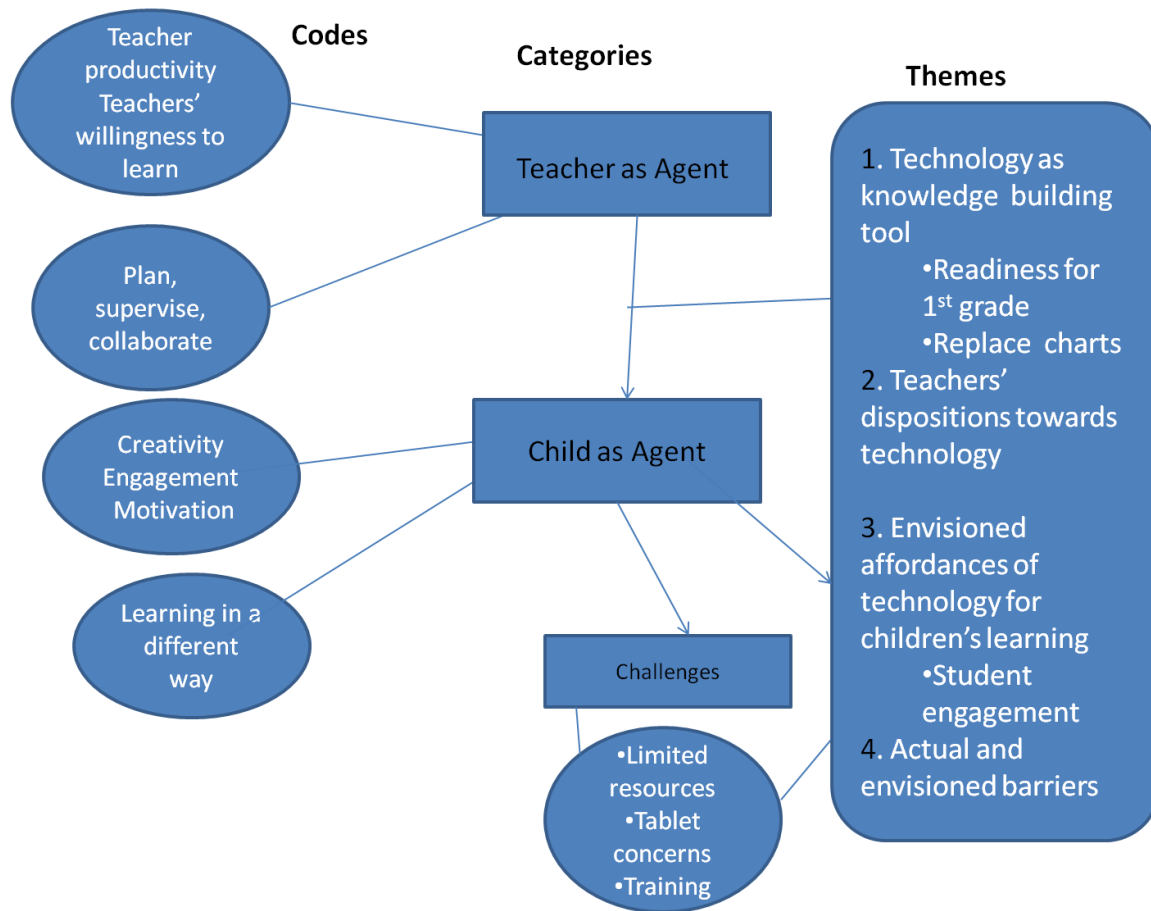 Codes
Categories
Themes
Teacher
productivity
Teachers’
willingness to
learn
Plan,
supervise,
collaborate
Creativity
Engagement
Motivation
Learning in a
different
way
Teacher as Agent
Child as Agent
Challenges
•Limited
resources
•Tablet
concerns
•Training
1. Technology as
knowledge building
tool
•Readiness for
1st grade
•Replace charts
2. Teachers’
dispositions towards
technology
3. Envisioned
affordances of
technology for
children’s learning
•Student
engagement
4. Actual and
envisioned barriers